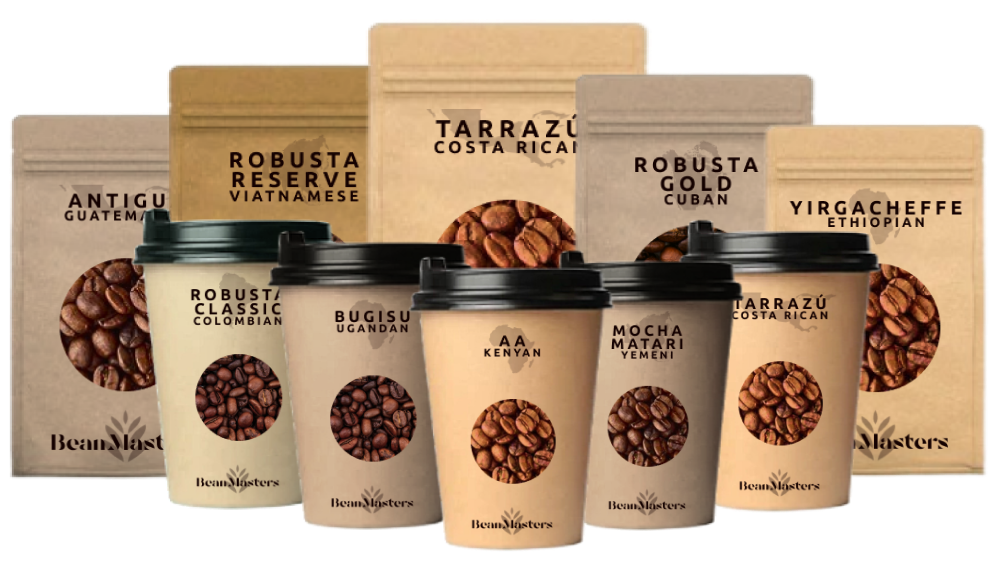 TARRAZÚ
COSTA RICAN
ROBUSTA
RESERVE
VIATNAMESE
ROBUSTA
GOLD
CUBAN
ANTIGU
GUATEMA
YIRGACHEFFE
ETHIOPIAN
ROBUSTA
CLASSIC
COLOMBIAN
BUGISU
UGANDAN
AA
KENYAN
MOCHA
MATARI
YEMENI
TARRAZÚ
COSTA RICAN
BeanMast
Masters
BeanMasters
BeanMasters
BeanMasters
BeanMasters
BeanMasters